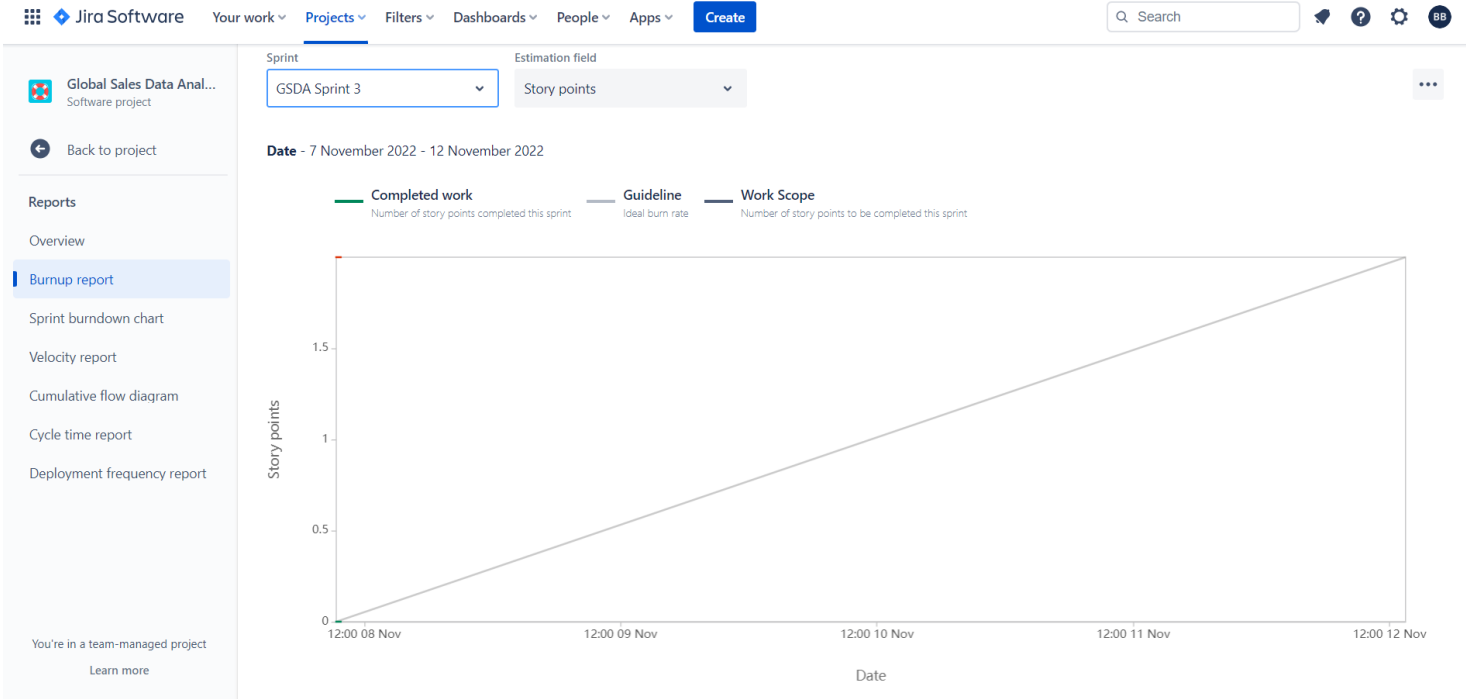 Jira Software Your work Projects Filters Dashboards People Apps Create Search BB
Global Sales Data Anal...
Software project
Back to project
Reports
Overview
Burnup report
Sprint burndown chart
Velocity report
Cumulative flow diagram
Cycle time report
Deployment frequency report
You're in a team-managed project
Learn more
Sprint Estimation field
GSDA Sprint 3 Story points
Date - 7 November 2022 - 12 November 2022
Completed work Guideline Work Scope
Number of story points completed this sprint Ideal burn rate Number of story points to be completed this sprint
Story points
1.5
1
0.5
0
12:00 08 Nov 12:00 09 Nov 12:00 10 Nov 12:00 11 Nov 12:00 12 Nov
Date